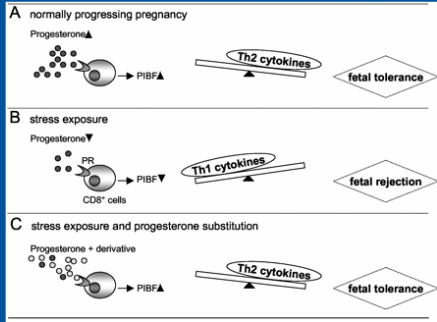 A normally progressing pregnancy
Progesterone▲
PIBF▲
Th2 cytokines
fetal tolerance
B stress exposure
Progesterone▼
PR
PIBF▼
CD8⁺ cells
Th1 cytokines
fetal rejection
C stress exposure and progesterone substitution
Progesterone + derivative
PIBF▲
Th2 cytokines
fetal tolerance